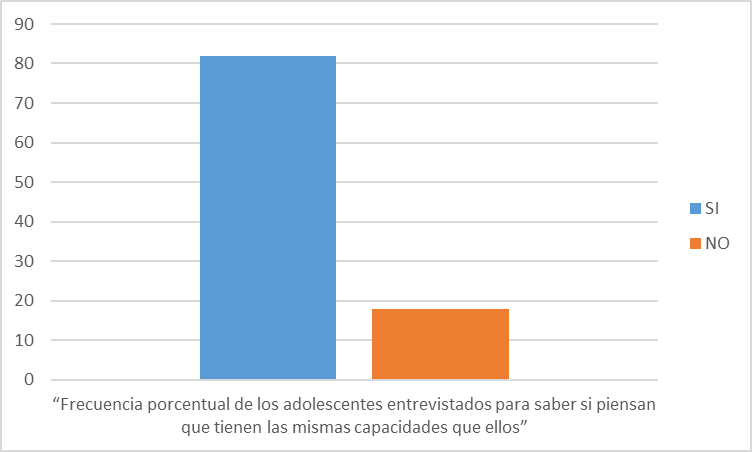 90
80
70
60
50
40
30
20
10
0
SI
NO
“Frecuencia porcentual de los adolescentes entrevistados para saber si piensan
que tienen las mismas capacidades que ellos”